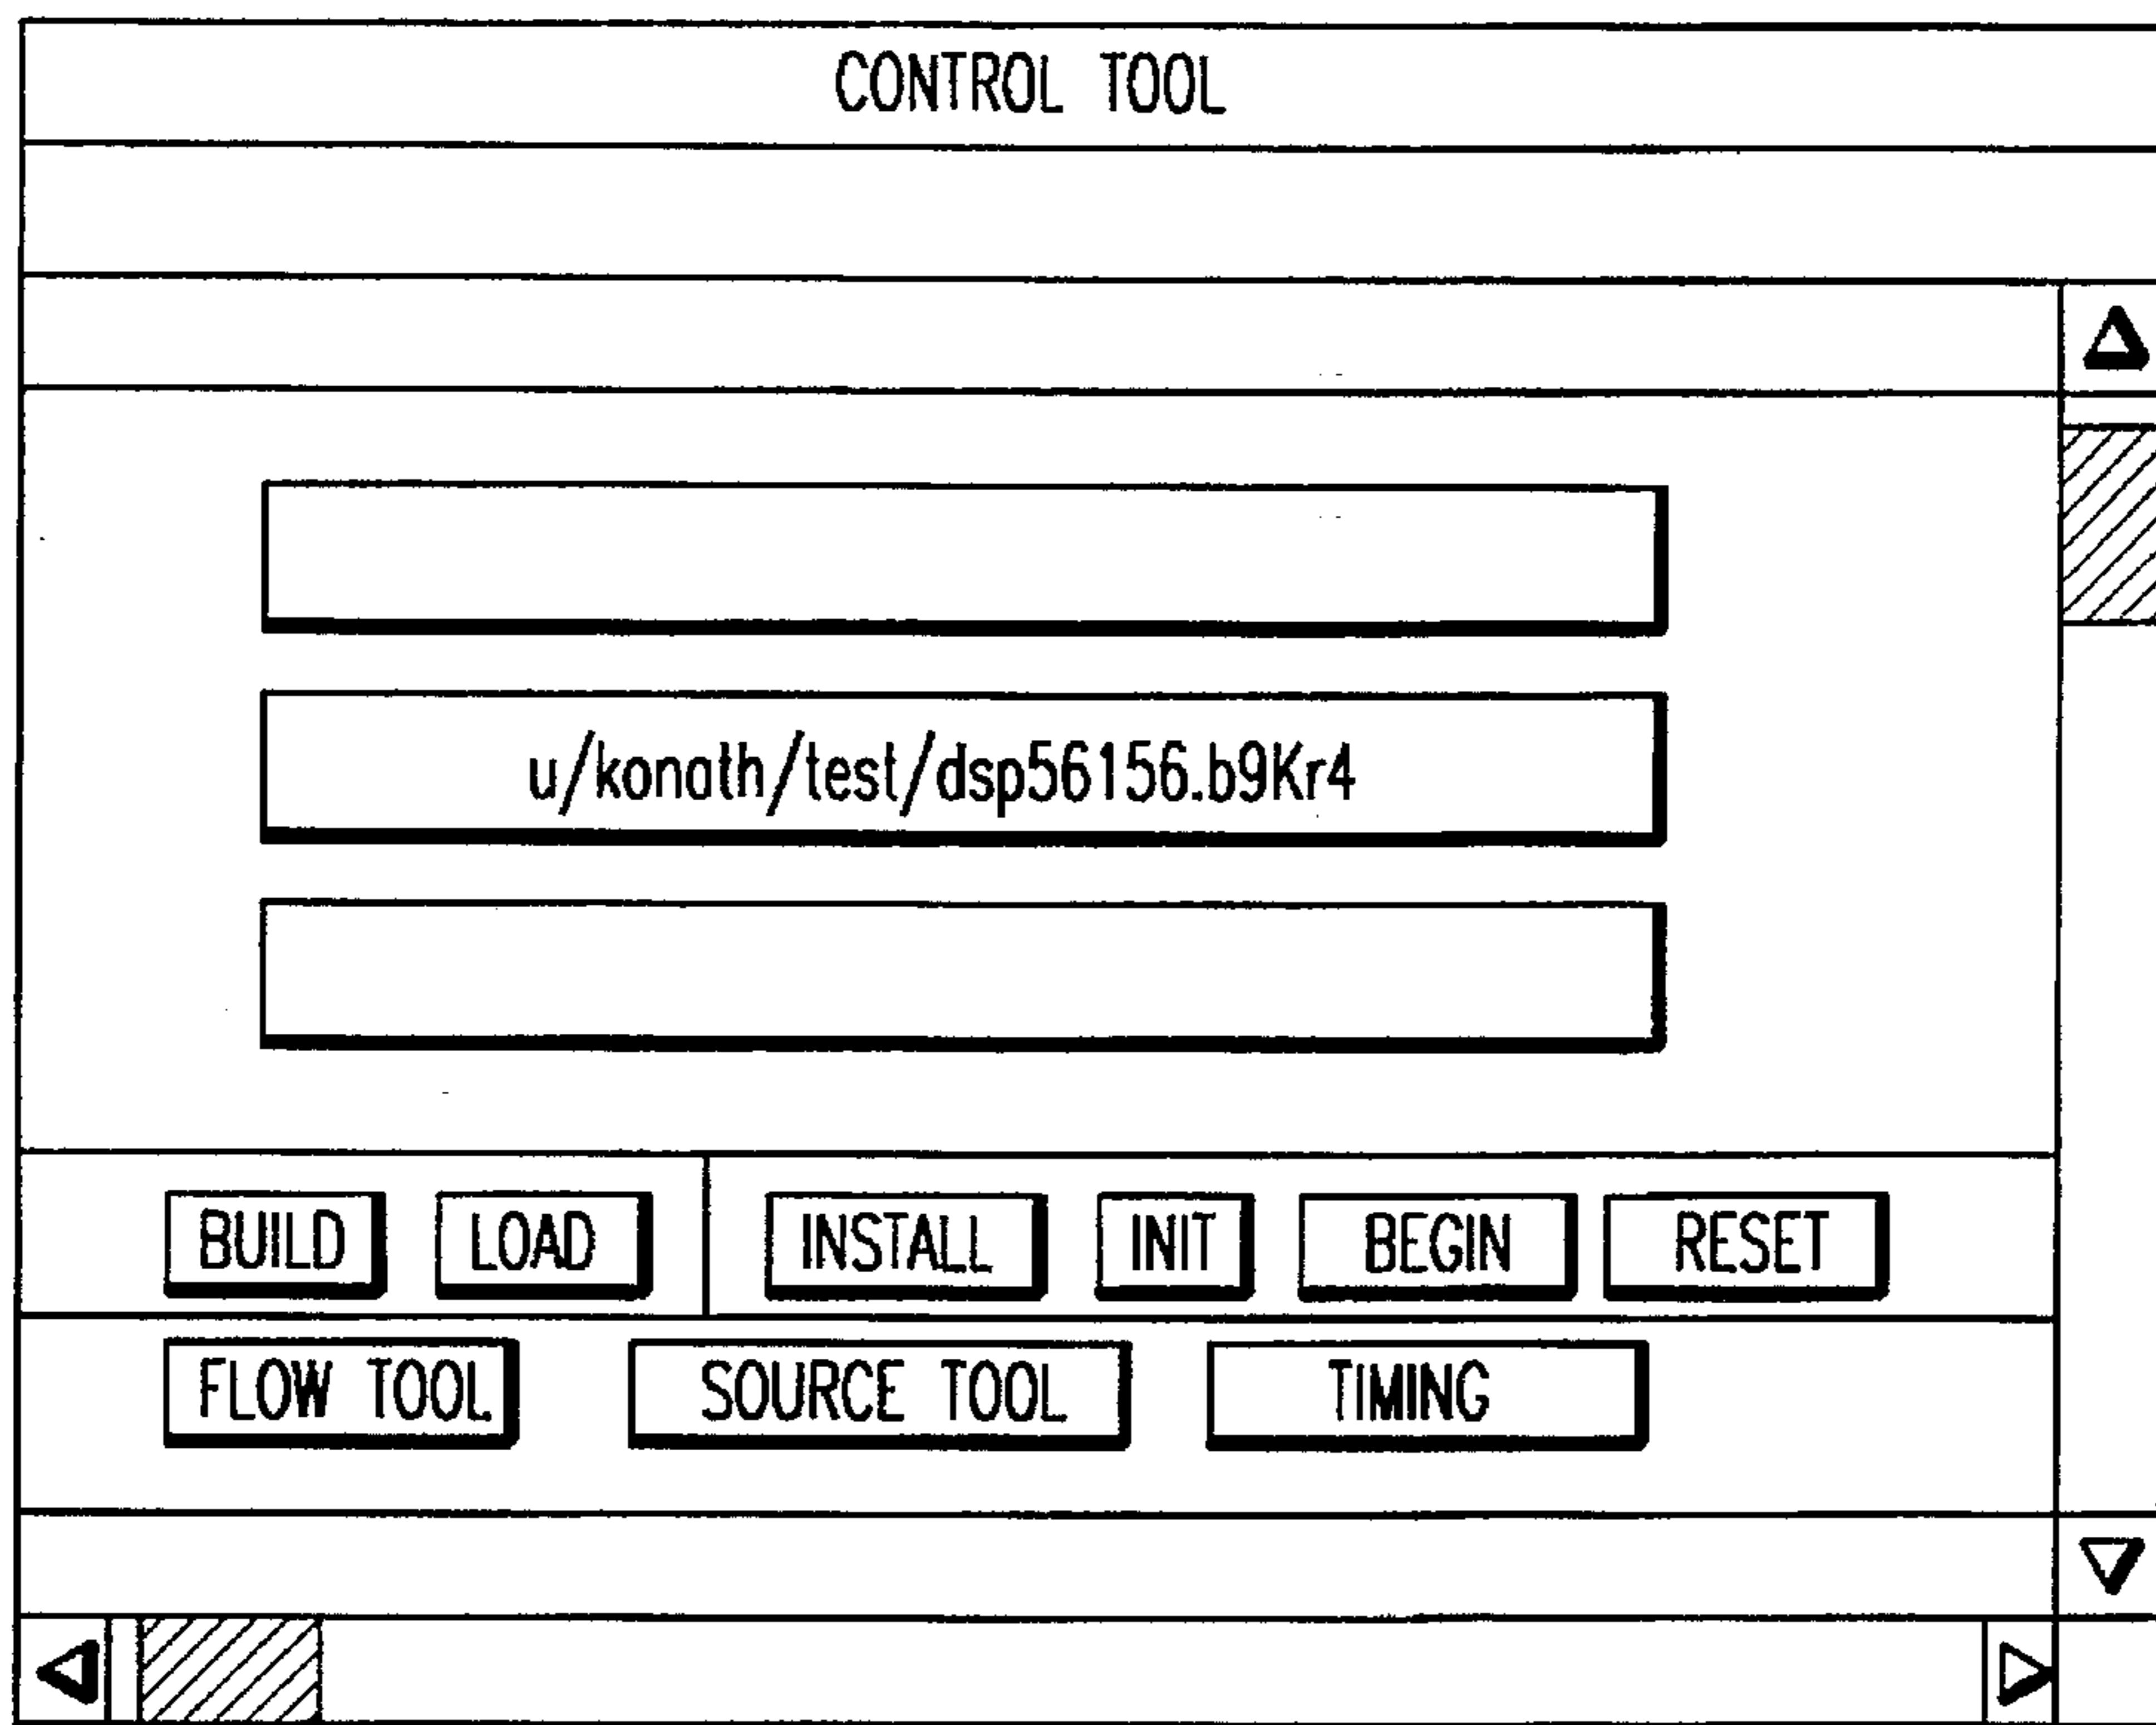 CONTROL TOOL
u/konath/test/dsp56156.b9Kr4
BUILD LOAD INSTALL INIT BEGIN RESET
FLOW TOOL SOURCE TOOL TIMING